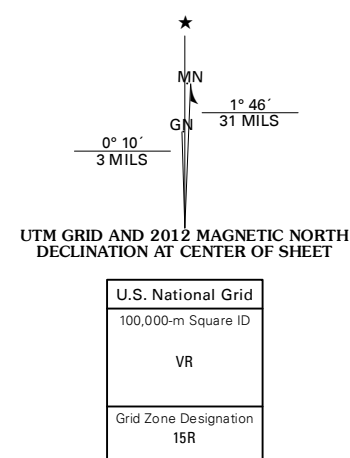 ★
MN
1° 46´
31 MILS
GN
0° 10´
3 MILS
UTM GRID AND 2012 MAGNETIC NORTH
DECLINATION AT CENTER OF SHEET
U.S. National Grid
100,000-m Square ID
VR
Grid Zone Designation
15R